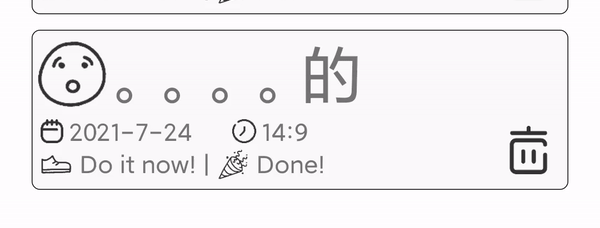 😯。。。。的
2021-7-24 14:9
👞 Do it now! | 🎉 Done!